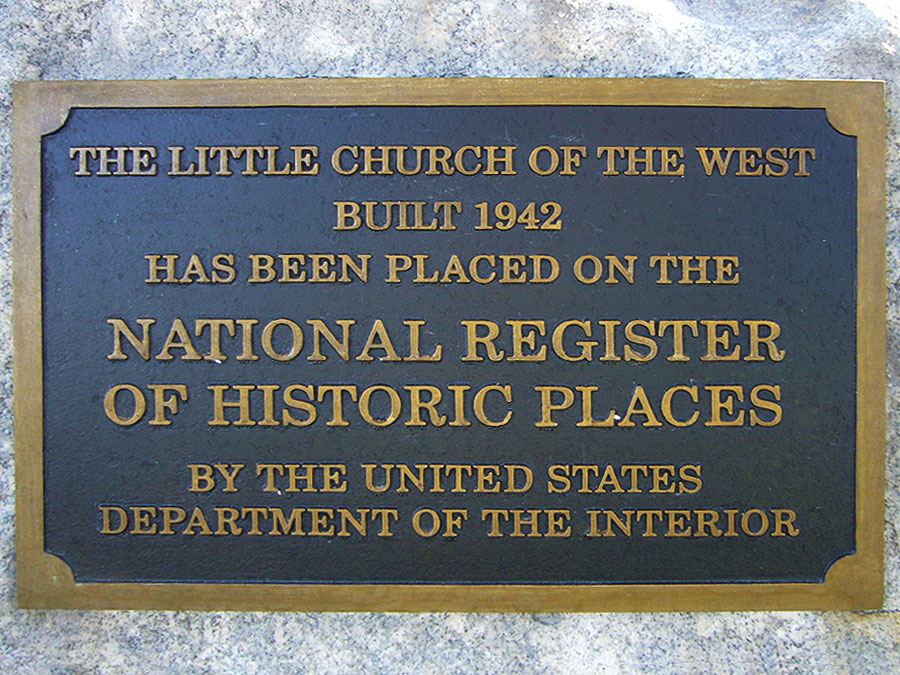 THE LITTLE CHURCH OF THE WEST
BUILT 1942
HAS BEEN PLACED ON THE
NATIONAL REGISTER
OF HISTORIC PLACES
BY THE UNITED STATES
DEPARTMENT OF THE INTERIOR